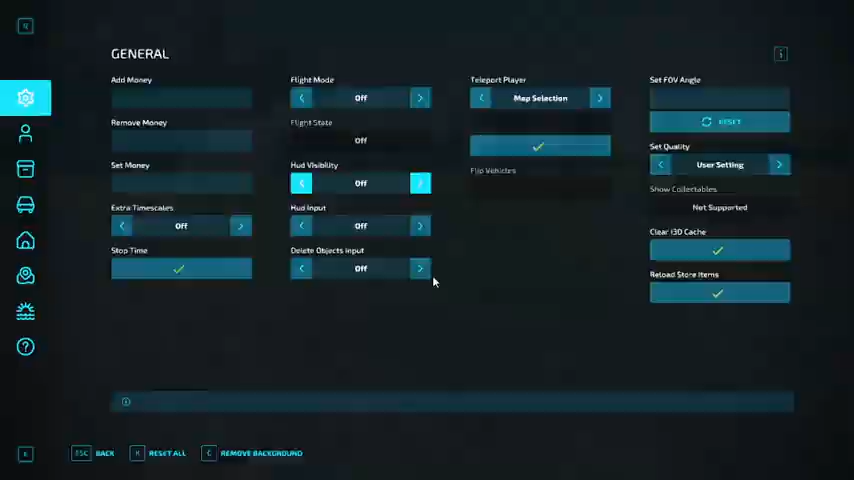 GENERAL
Add Money
Remove Money
Set Money
Extra Timescales
Off
Stop Time
Flight Mode
Off
Flight State
Off
Hud Visibility
Off
Hud Input
Off
Delete Objects Input
Off
Teleport Player
Map Selection
Flip Vehicles
Set FOV Angle
RESET
Set Quality
User Setting
Show Collectables
Not Supported
Clear I3D Cache
Reload Store Items
ESC BACK
RESET ALL
REMOVE BACKGROUND